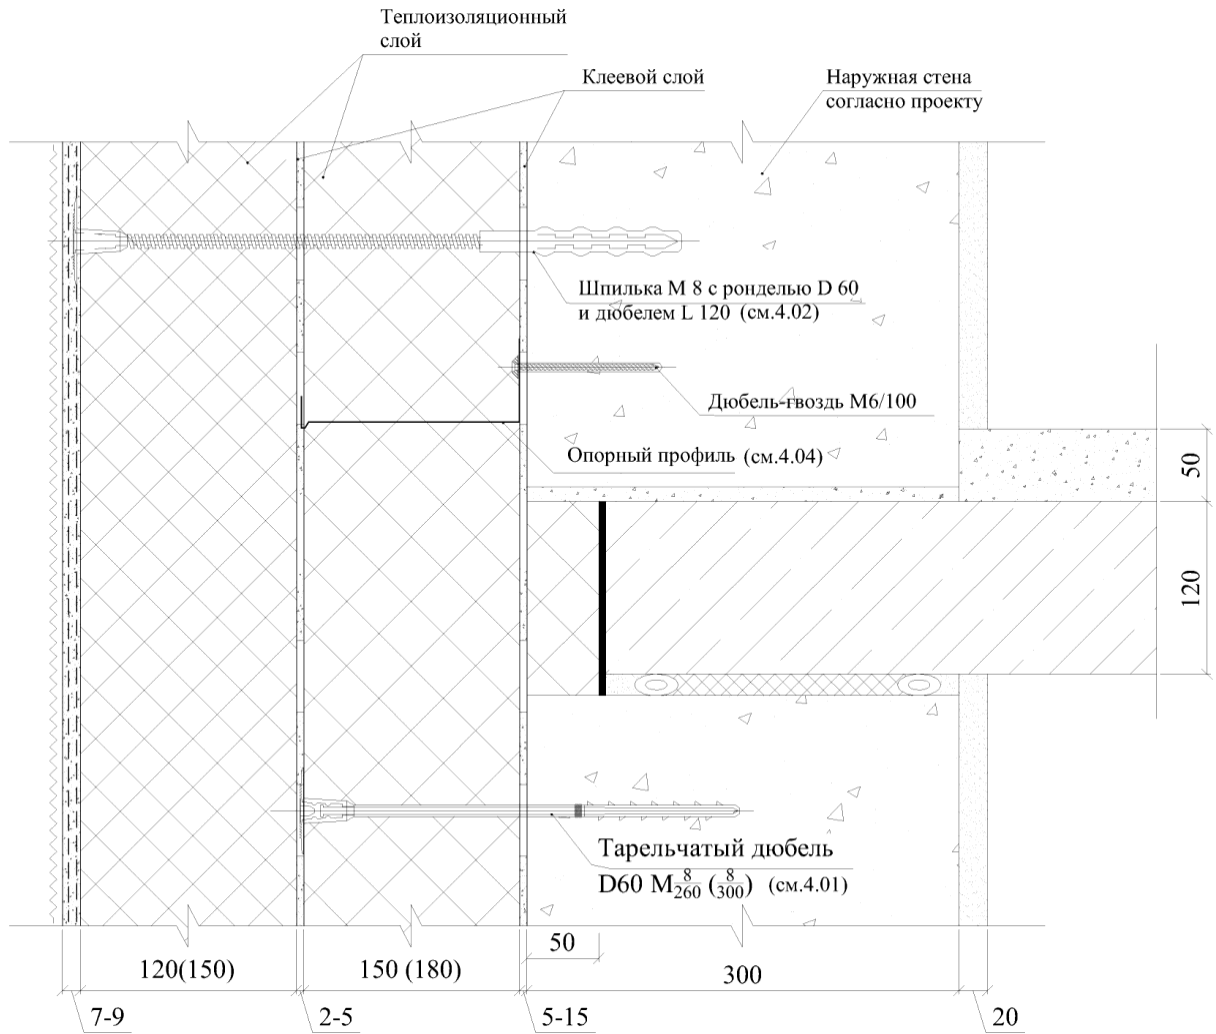 Теплоизоляционный
слой
Клеевой слой
Наружная стена
согласно проекту
Шпилька М 8 с ронделью D 60
и дюбелем L 120 (см.4.02)
Дюбель-гвоздь М6/100
Опорный профиль (см.4.04)
50
120
Тарельчатый дюбель
D60 М 8/260 (8/300) (см.4.01)
50
120(150)
150 (180)
300
7-9
2-5
5-15
20